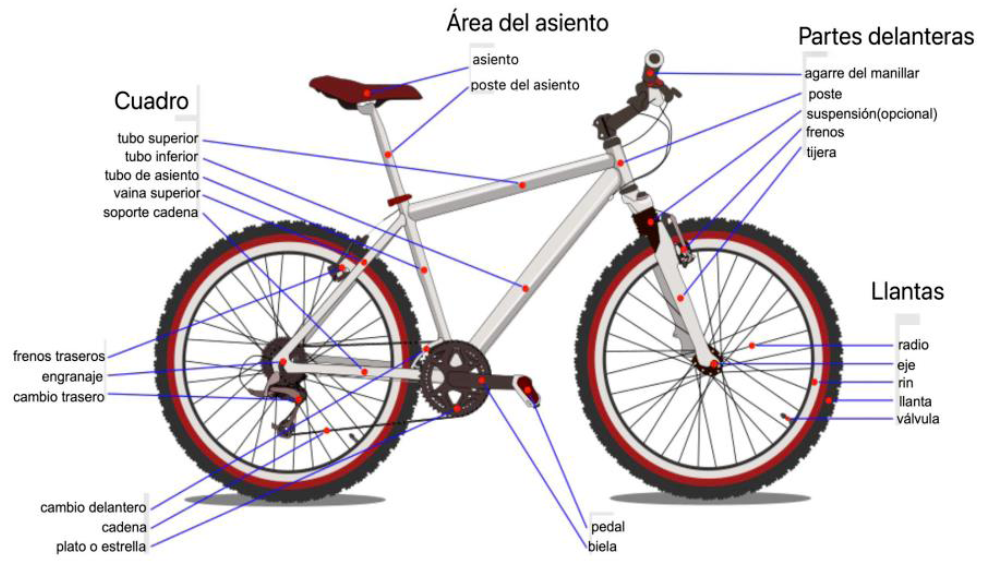 Área del asiento
asiento
poste del asiento
Partes delanteras
agarre del manillar
poste
suspensión(opcional)
frenos
tijera
Cuadro
tubo superior
tubo inferior
tubo de asiento
vaina superior
soporte cadena
Llantas
radio
eje
rin
llanta
válvula
frenos traseros
engranaje
cambio trasero
cambio delantero
cadena
plato o estrella
pedal
biela